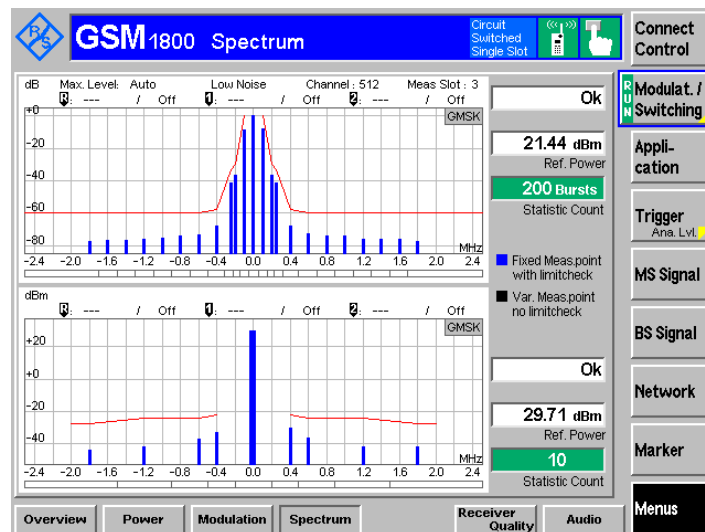 R/S GSM 1800 Spectrum
Circuit Switched Single Slot
Connect Control
dB Max. Level: Auto Low Noise Channel : 512 Meas Slot : 3
R: --- / Off 1: --- / Off 2: --- / Off
GMSK
+0
-20
-40
-60
-80
MHz
-2.4 -2.0 -1.6 -1.2 -0.8 -0.4 0.0 0.4 0.8 1.2 1.6 2.0 2.4
Ok
21.44 dBm
Ref. Power
200 Bursts
Statistic Count
Fixed Meas.point
with limitcheck
Var. Meas.point
no limitcheck
dBm
R: --- / Off 1: --- / Off 2: --- / Off
GMSK
+20
+0
-20
-40
MHz
-2.4 -2.0 -1.6 -1.2 -0.8 -0.4 0.0 0.4 0.8 1.2 1.6 2.0 2.4
Ok
29.71 dBm
Ref. Power
10
Statistic Count
RUN
Modulat. /
Switching
Appli-
cation
Trigger
Ana. Lvl.
MS Signal
BS Signal
Network
Marker
Menus
Overview Power Modulation Spectrum Receiver Quality Audio